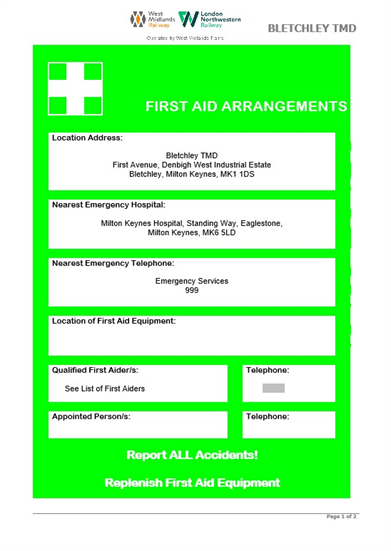 West
Midlands
Railway
London
Northwestern
Railway
Operated by West Midlands Trains
BLETCHLEY TMD
FIRST AID ARRANGEMENTS
Location Address:
Bletchley TMD
First Avenue, Denbigh West Industrial Estate
Bletchley, Milton Keynes, MK1 1DS
Nearest Emergency Hospital:
Milton Keynes Hospital, Standing Way, Eaglestone,
Milton Keynes, MK6 5LD
Nearest Emergency Telephone:
Emergency Services
999
Location of First Aid Equipment:
Qualified First Aider/s:
Telephone:
See List of First Aiders
Appointed Person/s:
Telephone:
Report ALL Accidents!
Replenish First Aid Equipment
Page 1 of 2